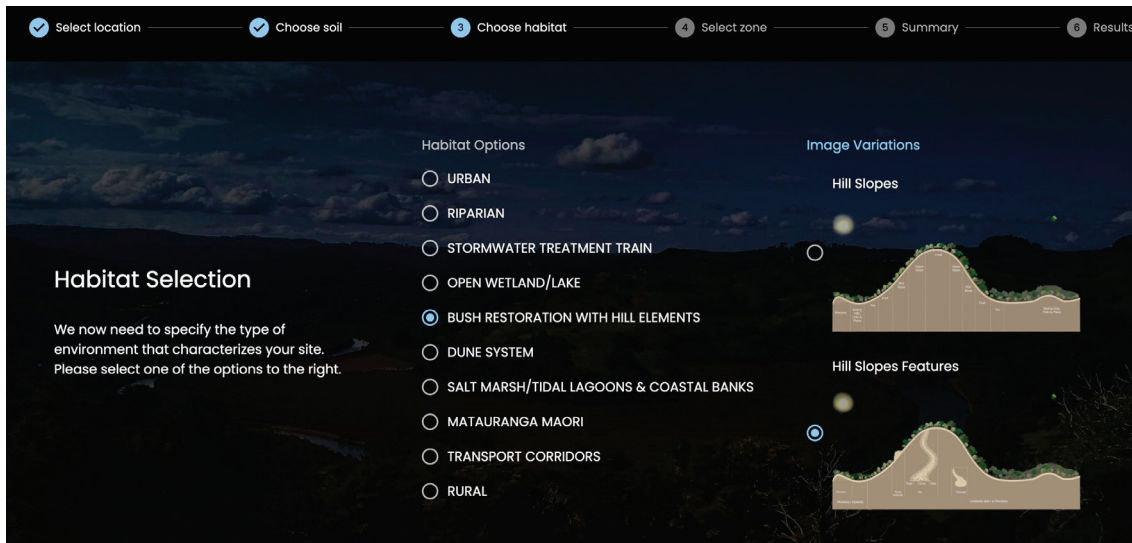 Select location
Choose soil
3 Choose habitat
4 Select zone
5 Summary
6 Results
Habitat Selection
We now need to specify the type of
environment that characterizes your site.
Please select one of the options to the right.
Habitat Options
URBAN
RIPARIAN
STORMWATER TREATMENT TRAIN
OPEN WETLAND/LAKE
BUSH RESTORATION WITH HILL ELEMENTS
DUNE SYSTEM
SALT MARSH/TIDAL LAGOONS & COASTAL BANKS
MATAURANGA MAORI
TRANSPORT CORRIDORS
RURAL
Image Variations
Hill Slopes
Hill Slopes Features